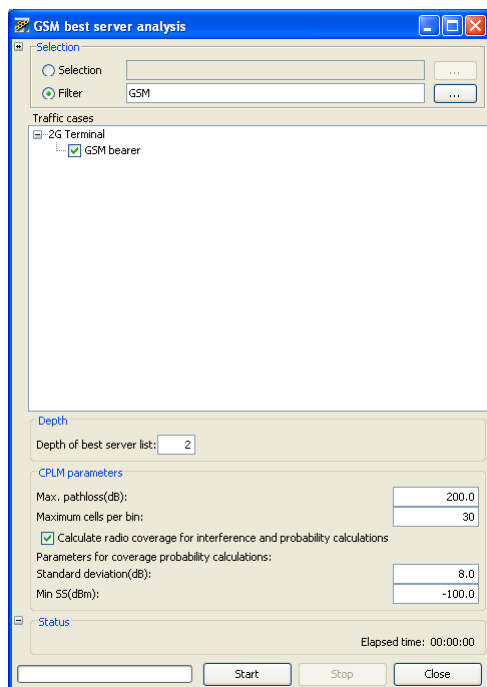 GSM best server analysis
Selection
Selection
...
Filter GSM ...
Traffic cases
2G Terminal
GSM bearer
Depth
Depth of best server list: 2
CPLM parameters
Max. pathloss(dB): 200.0
Maximum cells per bin: 30
Calculate radio coverage for interference and probability calculations
Parameters for coverage probability calculations:
Standard deviation(dB): 8.0
Min SS(dBm): -100.0
Status
Elapsed time: 00:00:00
Start Stop Close